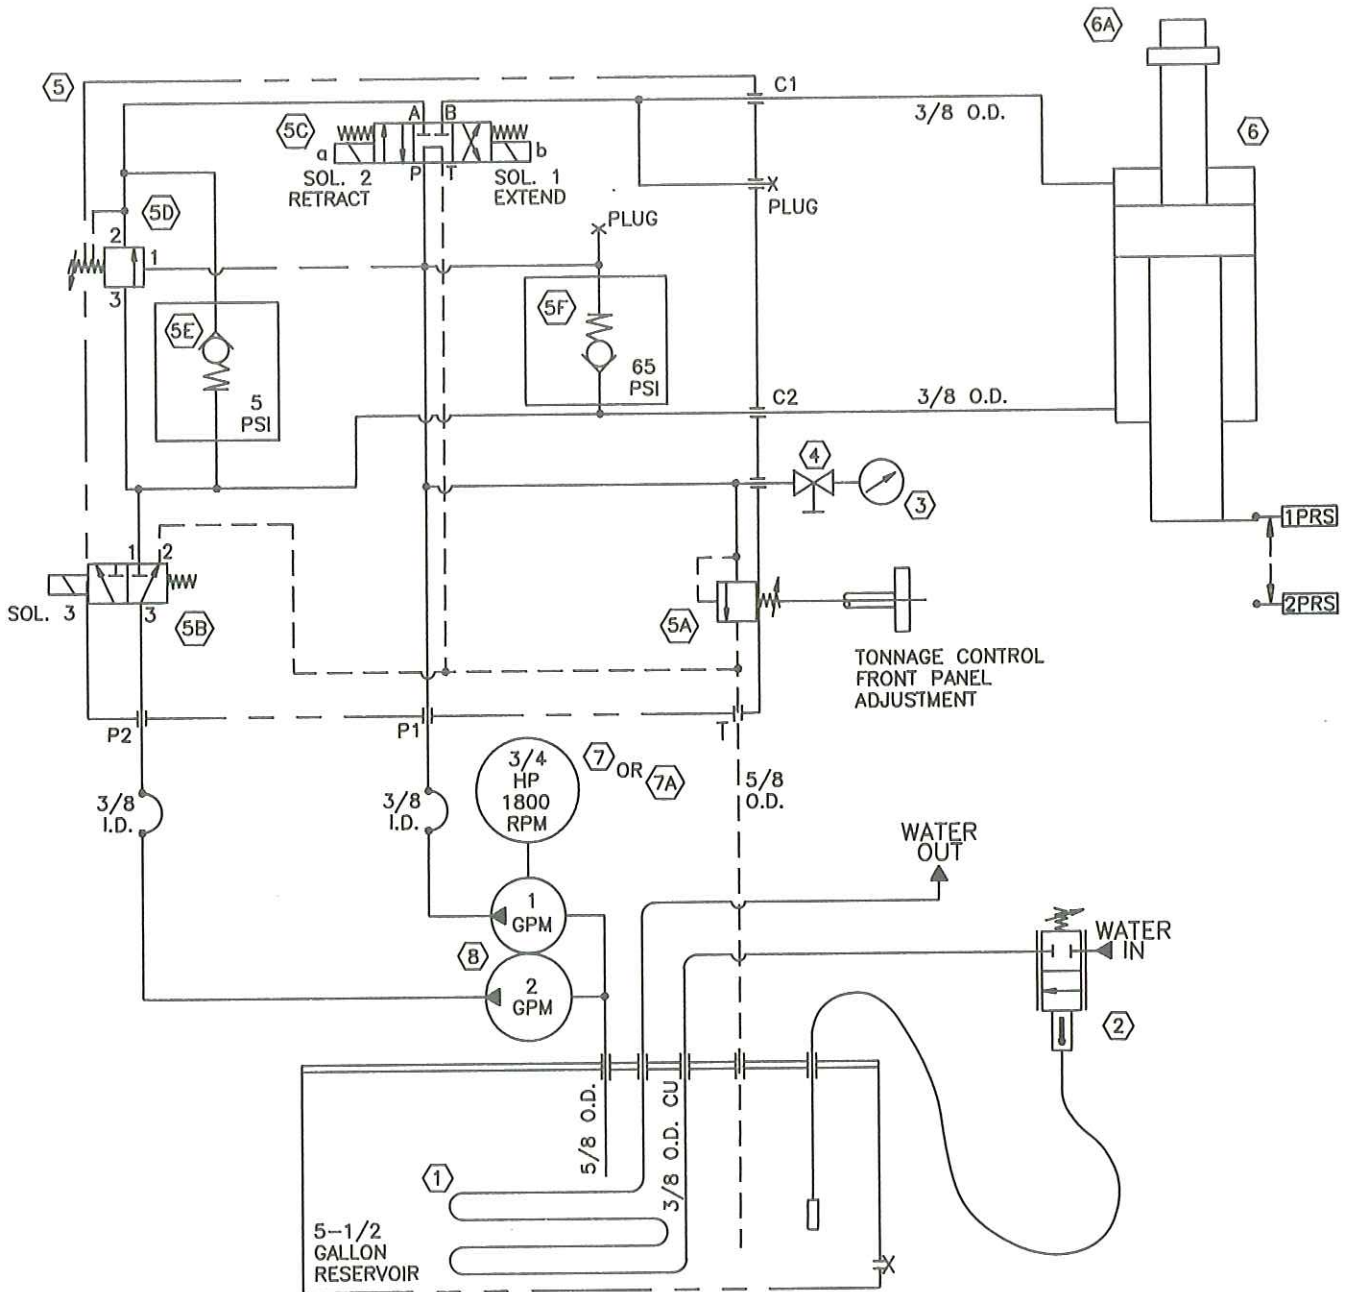 6A
5
C1
A B
3/8 O.D.
5C
6
a
b
P T
SOL. 2
RETRACT
SOL. 1
EXTEND
X
PLUG
5D
X PLUG
2
1
3
5E
5F
5
PSI
65
PSI
C2
3/8 O.D.
4
3
1PRS
1 2
SOL. 3
3
5B
5A
2PRS
TONNAGE CONTROL
FRONT PANEL
ADJUSTMENT
P2
P1
T
3/4
HP
1800
RPM
7
OR
7A
5/8
O.D.
3/8
I.D.
3/8
I.D.
WATER
OUT
1
GPM
WATER
IN
8
2
GPM
2
5/8 O.D.
3/8 O.D. CU
1
5-1/2
GALLON
RESERVOIR
X